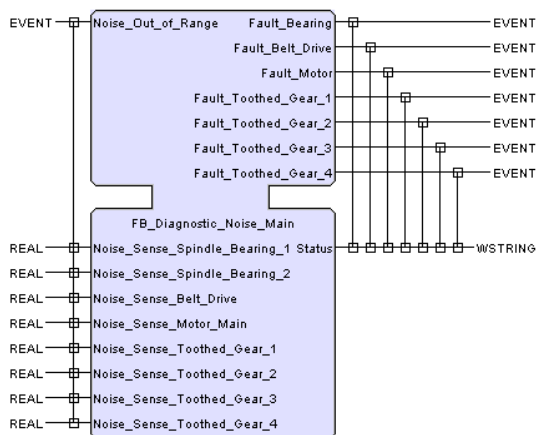 EVENT Noise_Out_of_Range Fault_Bearing EVENT
Fault_Belt_Drive EVENT
Fault_Motor EVENT
Fault_Toothed_Gear_1 EVENT
Fault_Toothed_Gear_2 EVENT
Fault_Toothed_Gear_3 EVENT
Fault_Toothed_Gear_4 EVENT
FB_Diagnostic_Noise_Main
REAL Noise_Sense_Spindle_Bearing_1 Status WSTRING
REAL Noise_Sense_Spindle_Bearing_2
REAL Noise_Sense_Belt_Drive
REAL Noise_Sense_Motor_Main
REAL Noise_Sense_Toothed_Gear_1
REAL Noise_Sense_Toothed_Gear_2
REAL Noise_Sense_Toothed_Gear_3
REAL Noise_Sense_Toothed_Gear_4